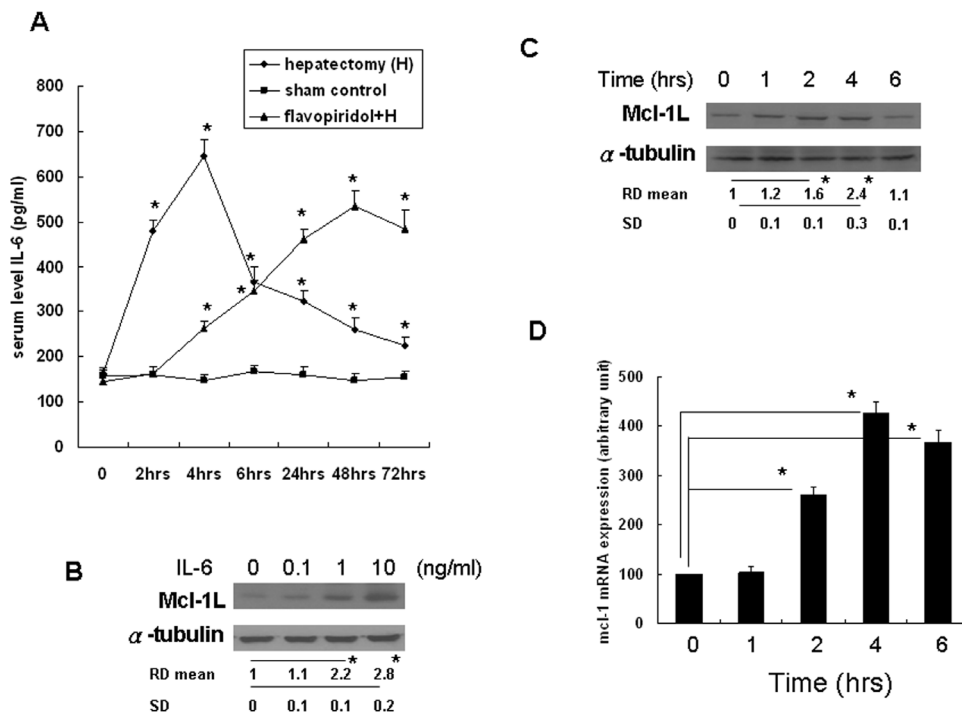 A
hepatectomy (H)
sham control
flavopiridol+H
serum level IL-6 (pg/ml)
800
700
600
500
400
300
200
100
0
* * * * * * * * * * *
0 2hrs 4hrs 6hrs 24hrs 48hrs 72hrs
B
IL-6 0 0.1 1 10 (ng/ml)
Mcl-1L
α-tubulin
* *
RD mean 1 1.1 2.2 2.8
SD 0 0.1 0.1 0.2
C
Time (hrs) 0 1 2 4 6
Mcl-1L
α-tubulin
* *
RD mean 1 1.2 1.6 2.4 1.1
SD 0 0.1 0.1 0.3 0.1
D
mcl-1 mRNA expression (arbitrary unit)
500
400
300
200
100
0
* * *
0 1 2 4 6
Time (hrs)